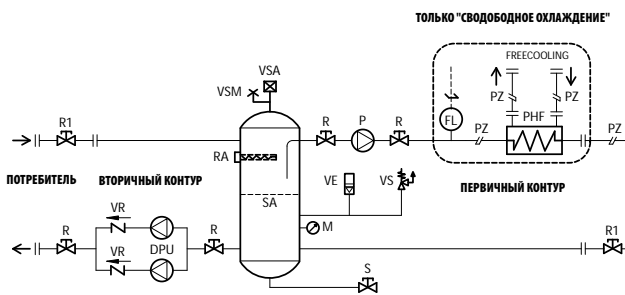 ТОЛЬКО "СВОДОБНОЕ ОХЛАЖДЕНИЕ"
FREECOOLING
VSA
VSM
PZ PZ
R1 R P R FL PZ PHF PZ
RA
ПОТРЕБИТЕЛЬ ВТОРИЧНЫЙ КОНТУР VE VS ПЕРВИЧНЫЙ КОНТУР
SA
VR
M
R VR DPU R R1
S